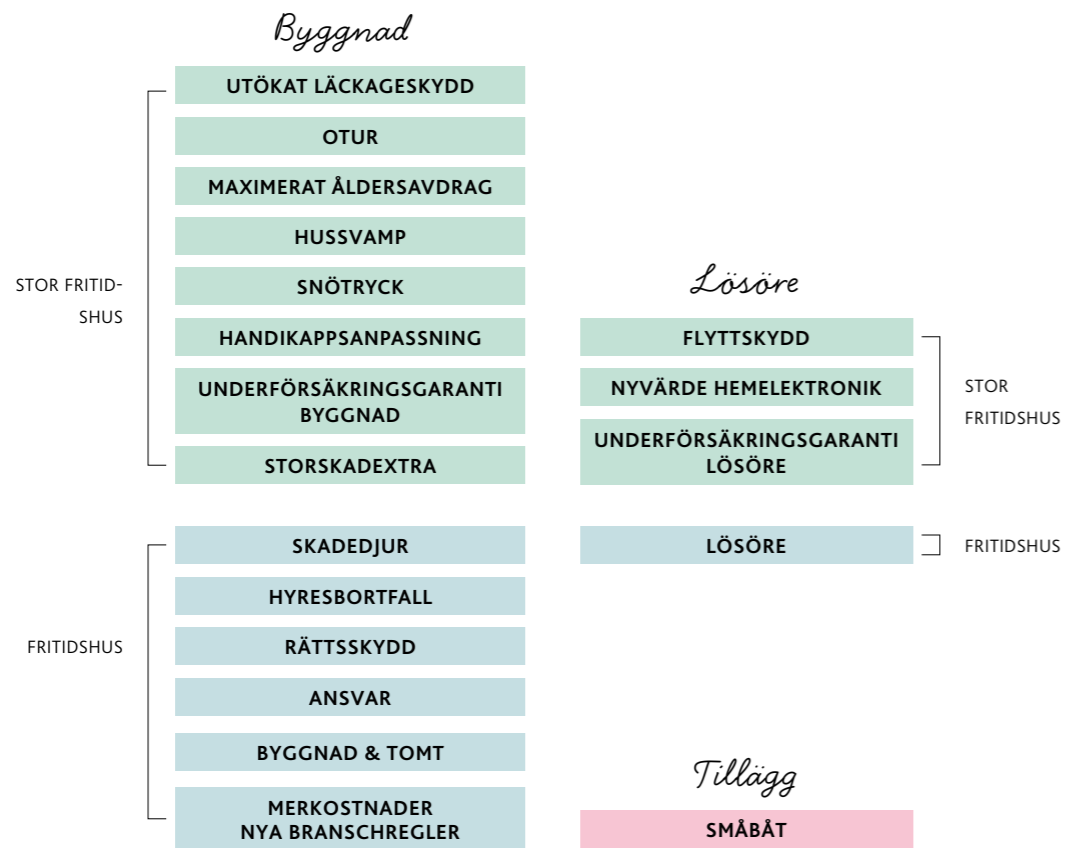 Byggnad
UTÖKAT LÄCKAGESKYDD
OTUR
MAXIMERAT ÅLDERSAVDRAG
HUSSVAMP
SNÖTRYCK
HANDIKAPPSANPASSNING
UNDERFÖRSÄKRINGSGARANTI
BYGGNAD
STORSKADEXTRA
STOR FRITID-
SHUS
SKADEDJUR
HYRESBORTFALL
RÄTTSSKYDD
ANSVAR
BYGGNAD & TOMT
MERKOSTNADER
NYA BRANSCHREGLER
FRITIDSHUS
Lösöre
FLYTTSKYDD
NYVÄRDE HEMELEKTRONIK
UNDERFÖRSÄKRINGSGARANTI
LÖSÖRE
STOR
FRITIDSHUS
LÖSÖRE
FRITIDSHUS
Tillägg
SMÅBÅT